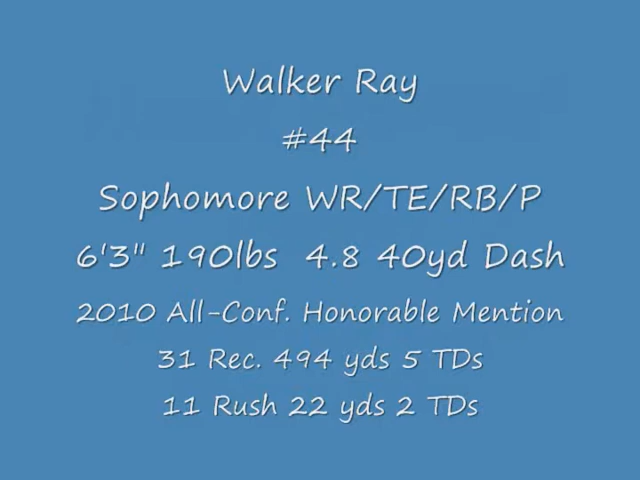 Walker Ray
#44
Sophomore WR/TE/RB/P
6'3" 190lbs 4.8 40yd Dash
2010 All-Conf. Honorable Mention
31 Rec. 494 yds 5 TDs
11 Rush 22 yds 2 TDs